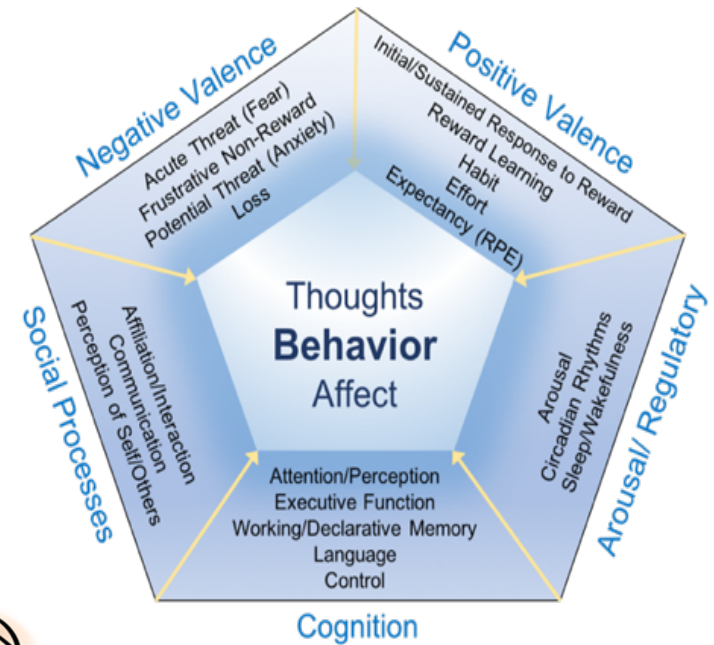 Negative Valence
Acute Threat (Fear)
Frustrative Non-Reward
Potential Threat (Anxiety)
Loss
Positive Valence
Initial/Sustained Response to Reward
Reward Learning
Habit
Effort
Expectancy (RPE)
Thoughts
Behavior
Affect
Social Processes
Affiliation/Interaction
Communication
Perception of Self/Others
Arousal/ Regulatory
Arousal
Circadian Rhythms
Sleep/Wakefulness
Attention/Perception
Executive Function
Working/Declarative Memory
Language
Control
Cognition